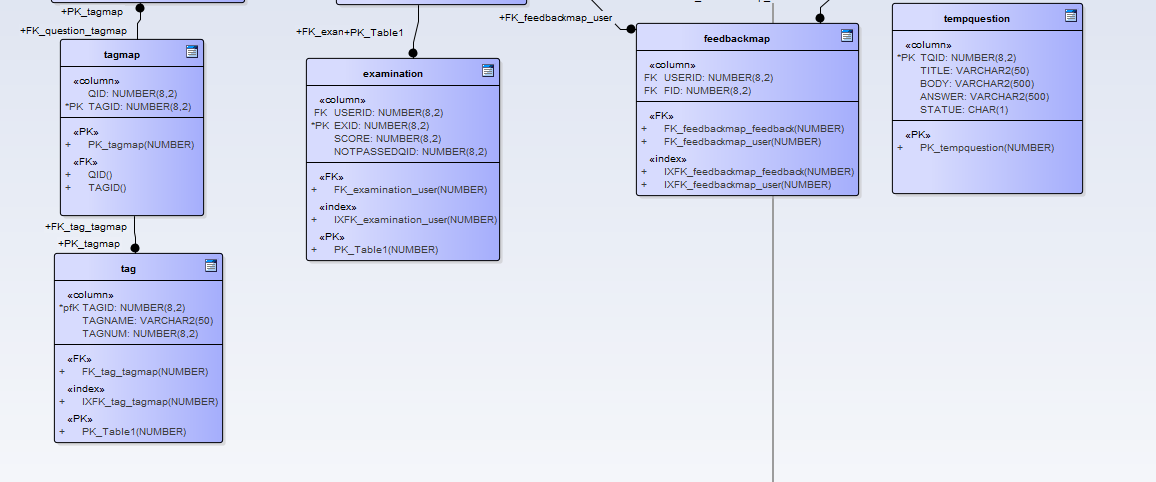 +PK_tagmap
+FK_question_tagmap
tagmap
«column»
QID: NUMBER(8,2)
*PK TAGID: NUMBER(8,2)
«PK»
+ PK_tagmap(NUMBER)
«FK»
+ QID()
+ TAGID()
+FK_tag_tagmap
+PK_tagmap
tag
«column»
*pfK TAGID: NUMBER(8,2)
TAGNAME: VARCHAR2(50)
TAGNUM: NUMBER(8,2)
«FK»
+ FK_tag_tagmap(NUMBER)
«index»
+ IXFK_tag_tagmap(NUMBER)
«PK»
+ PK_Table1(NUMBER)
+FK_exam+PK_Table1
examination
«column»
FK USERID: NUMBER(8,2)
*PK EXID: NUMBER(8,2)
SCORE: NUMBER(8,2)
NOTPASSEDQID: NUMBER(8,2)
«FK»
+ FK_examination_user(NUMBER)
«index»
+ IXFK_examination_user(NUMBER)
«PK»
+ PK_Table1(NUMBER)
+FK_feedbackmap_user
feedbackmap
«column»
FK USERID: NUMBER(8,2)
FK FID: NUMBER(8,2)
«FK»
+ FK_feedbackmap_feedback(NUMBER)
+ FK_feedbackmap_user(NUMBER)
«index»
+ IXFK_feedbackmap_feedback(NUMBER)
+ IXFK_feedbackmap_user(NUMBER)
tempquestion
«column»
*PK TQID: NUMBER(8,2)
TITLE: VARCHAR2(50)
BODY: VARCHAR2(500)
ANSWER: VARCHAR2(500)
STATUE: CHAR(1)
«PK»
+ PK_tempquestion(NUMBER)